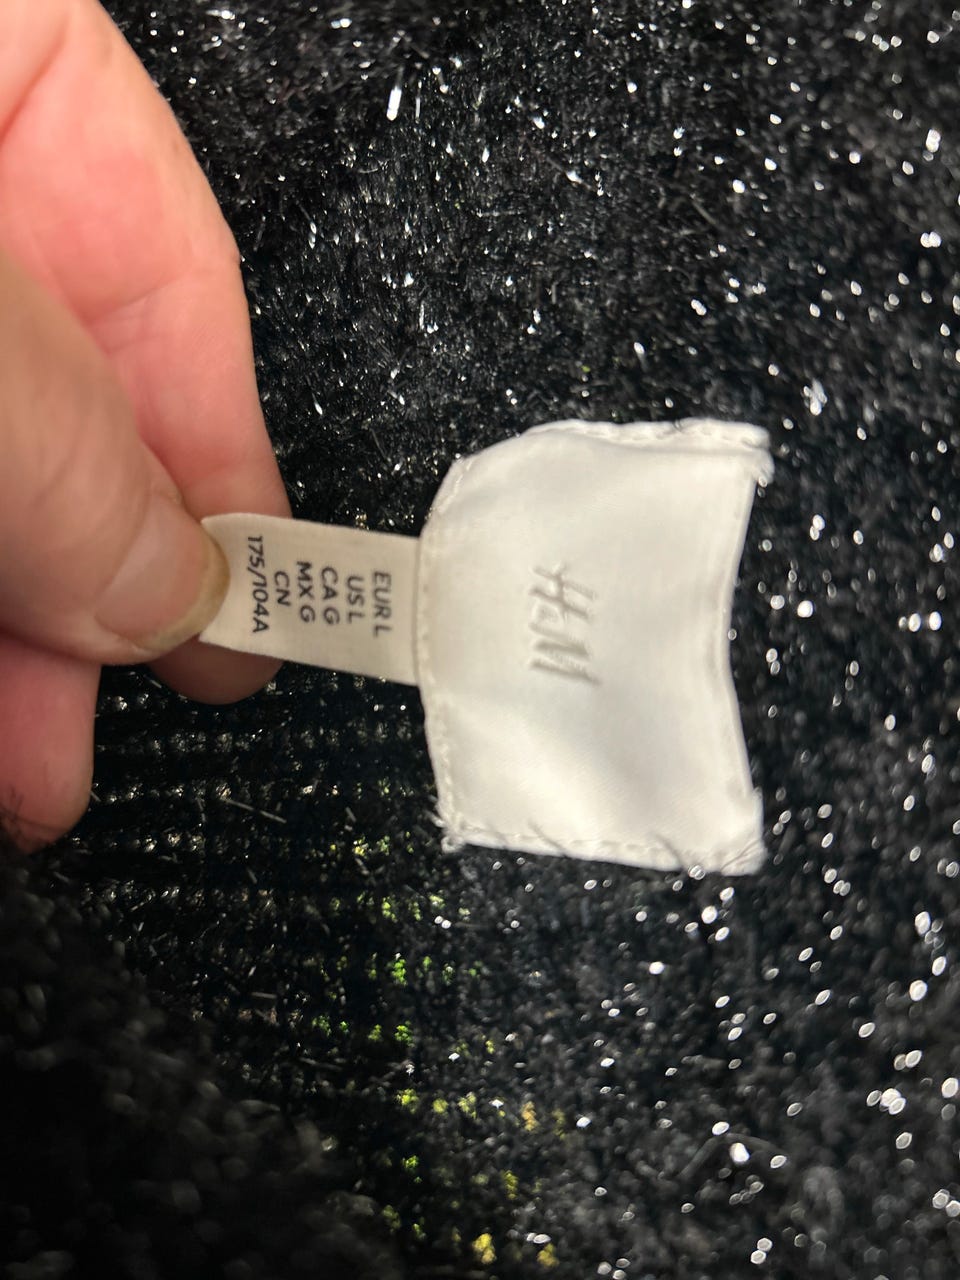 H&M
EUR L
US L
CA G
MX G
CN
175/104A